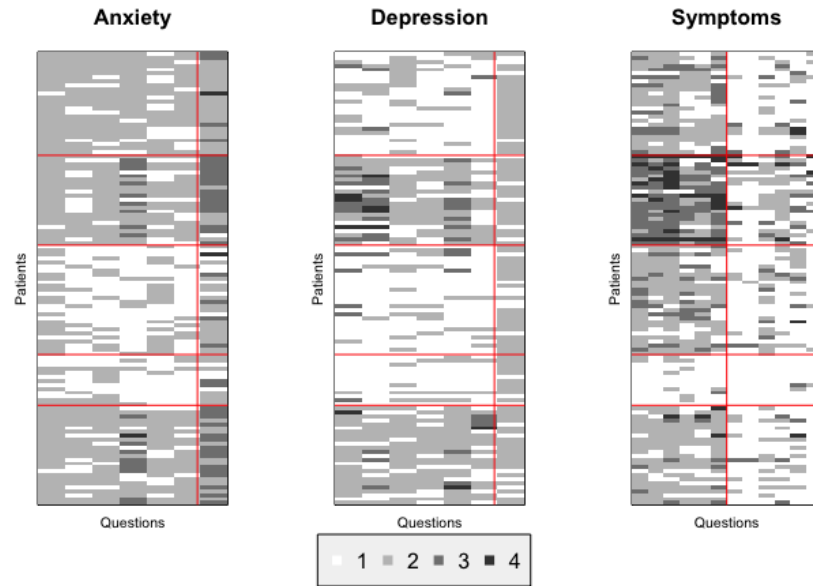 Anxiety
Depression
Symptoms
Patients
Patients
Patients
Questions
Questions
Questions
1 2 3 4